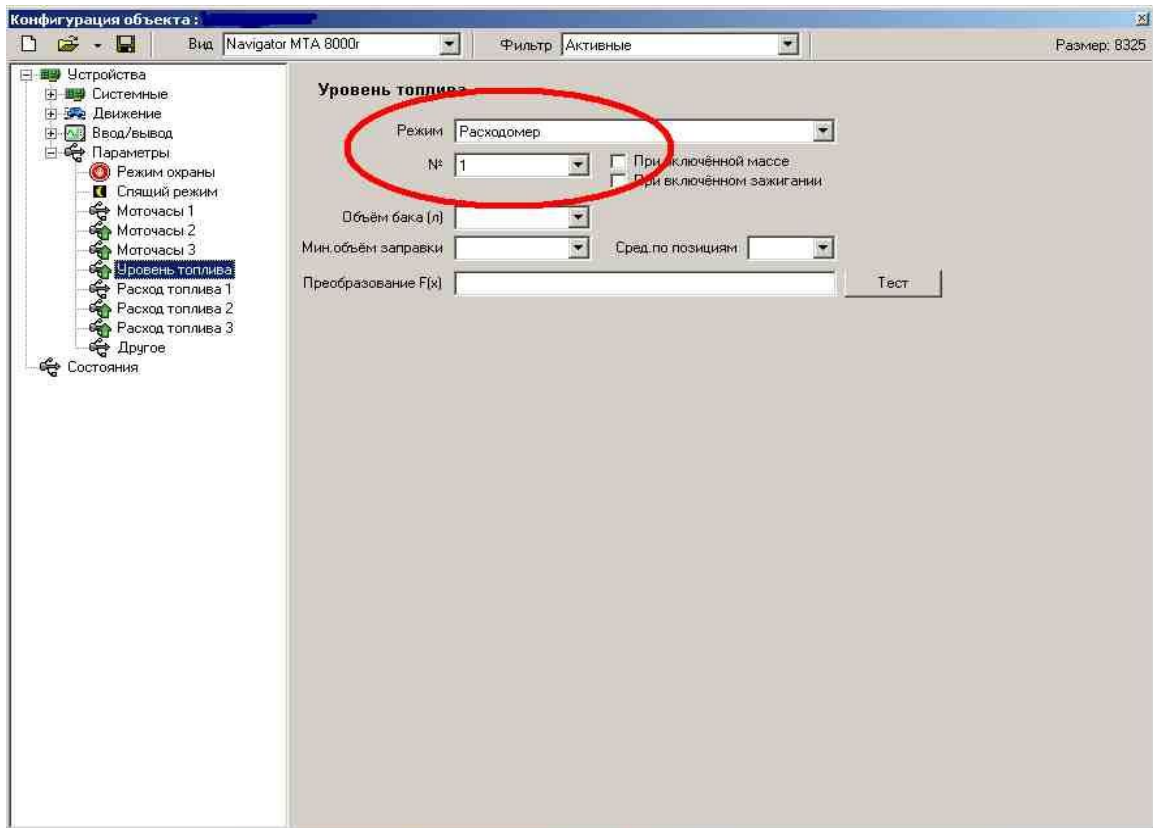 Конфигурация объекта :
Вид Navigator MTA 8000r Фильтр Активные Размер: 8325
Устройства
Системные
Движение
Ввод/вывод
Параметры
Режим охраны
Спящий режим
Моточасы 1
Моточасы 2
Моточасы 3
Уровень топлива
Расход топлива 1
Расход топлива 2
Расход топлива 3
Другое
Состояния
Уровень топлива
Режим Расходомер
№ 1 При включённой массе
При включённом зажигании
Объём бака (л)
Мин.объём заправки Сред.по позициям
Преобразование F(x) Тест